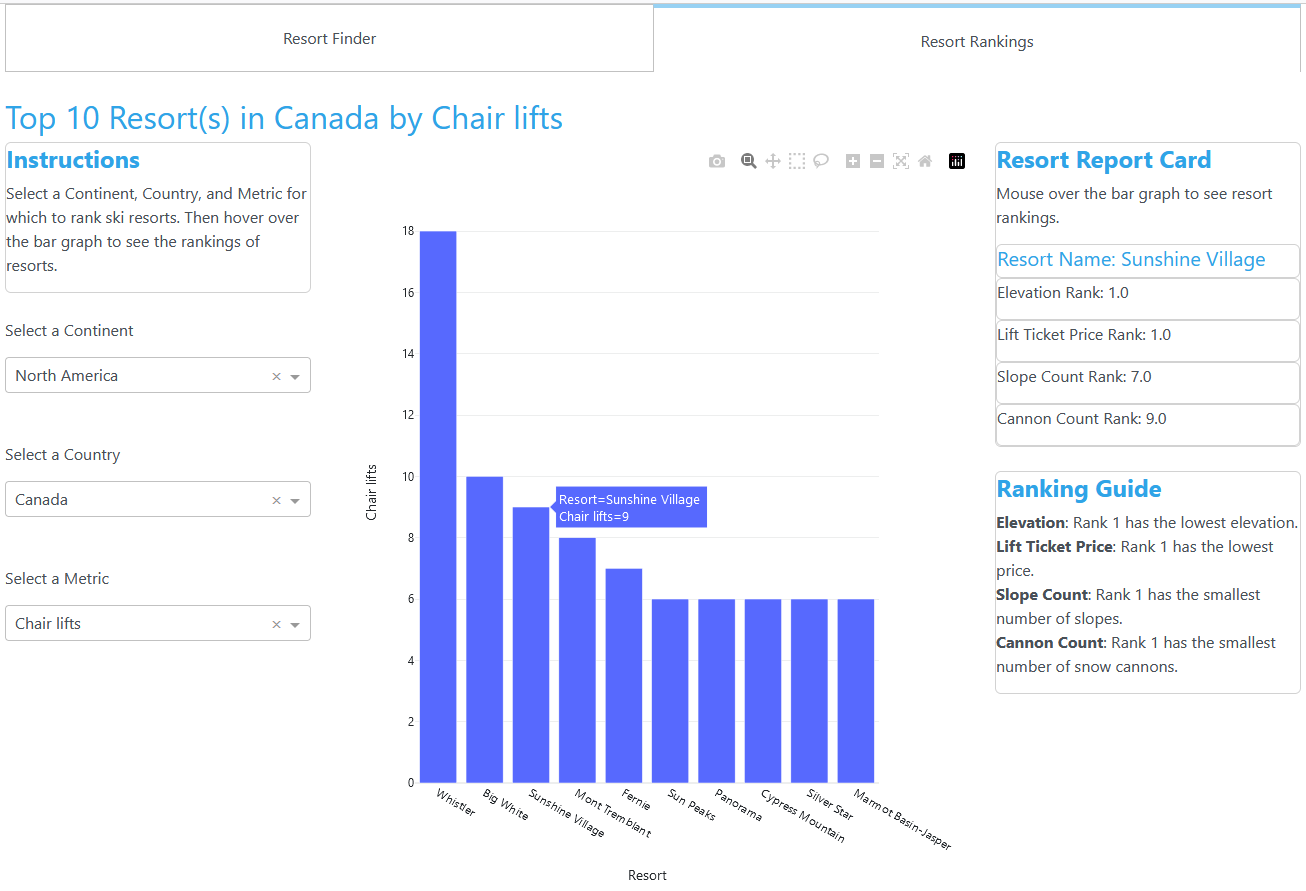 Resort Finder
Resort Rankings
Top 10 Resort(s) in Canada by Chair lifts
Instructions
Select a Continent, Country, and Metric for
which to rank ski resorts. Then hover over
the bar graph to see the rankings of
resorts.
Select a Continent
North America
Select a Country
Canada
Select a Metric
Chair lifts
18
16
14
12
10
8
6
4
2
0
Chair lifts
Resort=Sunshine Village
Chair lifts=9
Whistler
Big White
Sunshine Village
Mont Tremblant
Fernie
Sun Peaks
Panorama
Cypress Mountain
Silver Star
Marmot Basin-Jasper
Resort
Resort Report Card
Mouse over the bar graph to see resort
rankings.
Resort Name: Sunshine Village
Elevation Rank: 1.0
Lift Ticket Price Rank: 1.0
Slope Count Rank: 7.0
Cannon Count Rank: 9.0
Ranking Guide
Elevation: Rank 1 has the lowest elevation.
Lift Ticket Price: Rank 1 has the lowest
price.
Slope Count: Rank 1 has the smallest
number of slopes.
Cannon Count: Rank 1 has the smallest
number of snow cannons.